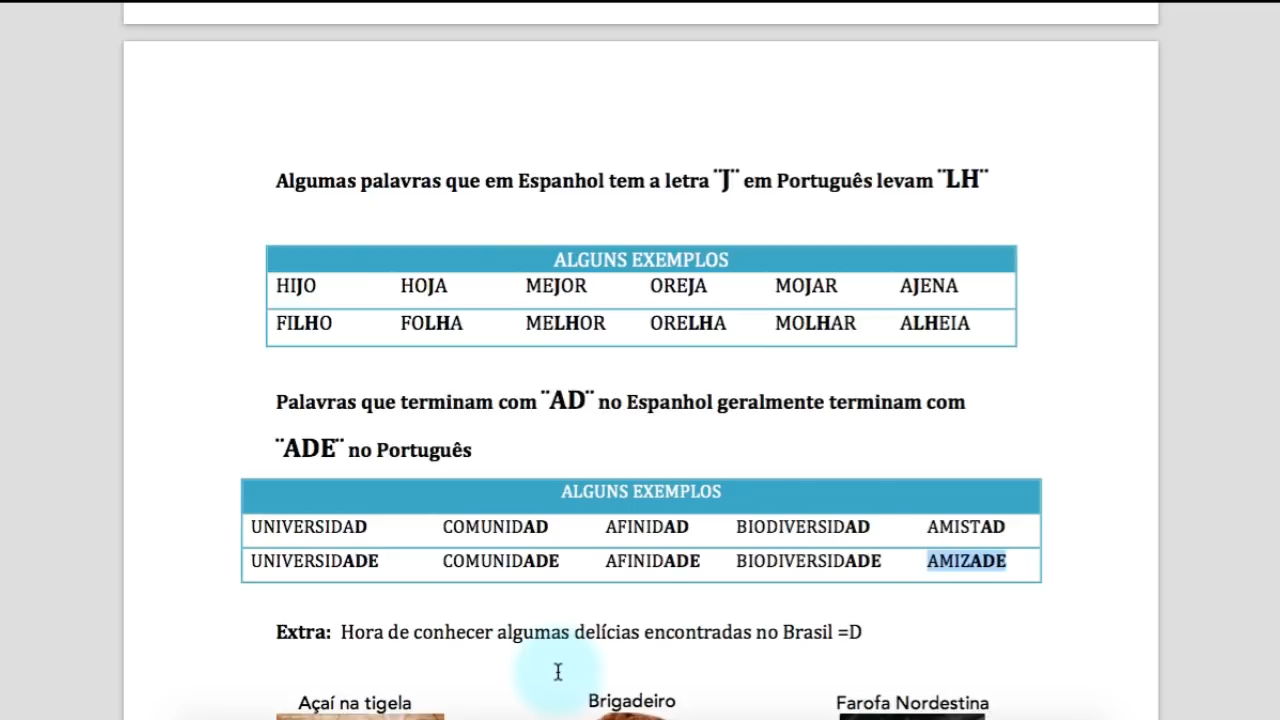 Algumas palavras que em Espanhol tem a letra ¨J¨ em Português levam ¨LH¨
ALGUNS EXEMPLOS
HIJO HOJA MEJOR OREJA MOJAR AJENA
FILHO FOLHA MELHOR ORELHA MOLHAR ALHEIA
Palavras que terminam com ¨AD¨ no Espanhol geralmente terminam com
¨ADE¨ no Português
ALGUNS EXEMPLOS
UNIVERSIDAD COMUNIDAD AFINIDAD BIODIVERSIDAD AMISTAD
UNIVERSIDADE COMUNIDADE AFINIDADE BIODIVERSIDADE AMIZADE
Extra: Hora de conhecer algumas delícias encontradas no Brasil =D
Açaí na tigela Brigadeiro Farofa Nordestina